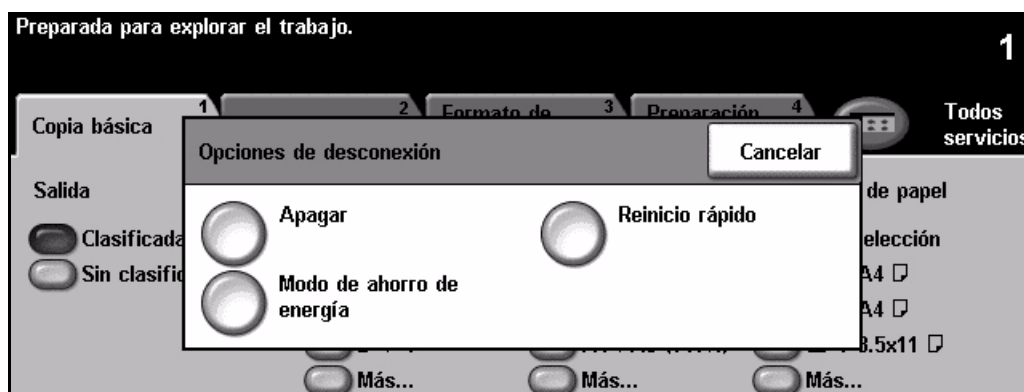 Preparada para explorar el trabajo.
1
Copia básica 1
2
Formato de 3
Preparación 4
Todos
servicios
Opciones de desconexión
Cancelar
Apagar
Reinicio rápido
Modo de ahorro de
energía
Salida
Clasificada
Sin clasific
de papel
elección
A4
A4
8.5x11
Más...
Más...
Más...